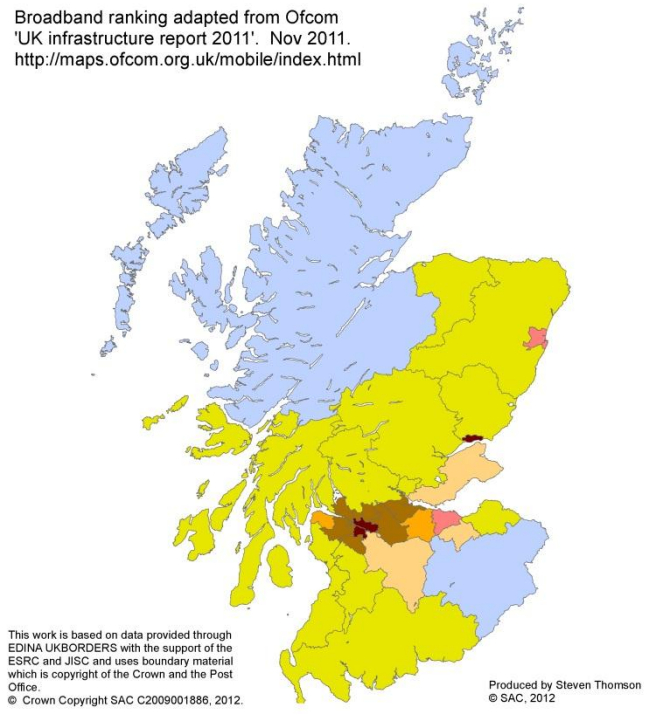 Broadband ranking adapted from Ofcom
'UK infrastructure report 2011'.  Nov 2011.
http://maps.ofcom.org.uk/mobile/index.html
This work is based on data provided through
EDINA UKBORDERS with the support of the
ESRC and JISC and uses boundary material
which is copyright of the Crown and the Post
Office.
© Crown Copyright SAC C2009001886, 2012.
Produced by Steven Thomson
© SAC, 2012